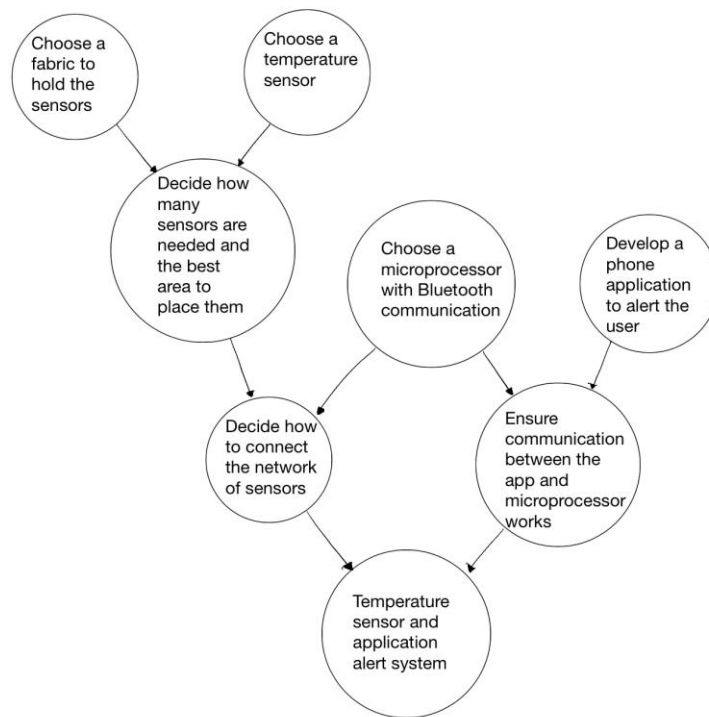 Choose a
fabric to
hold the
sensors
Choose a
temperature
sensor
Decide how
many
sensors are
needed and
the best
area to
place them
Choose a
microprocessor
with Bluetooth
communication
Develop a
phone
application
to alert the
user
Decide how
to connect
the network
of sensors
Ensure
communication
between the
app and
microprocessor
works
Temperature
sensor and
application
alert system